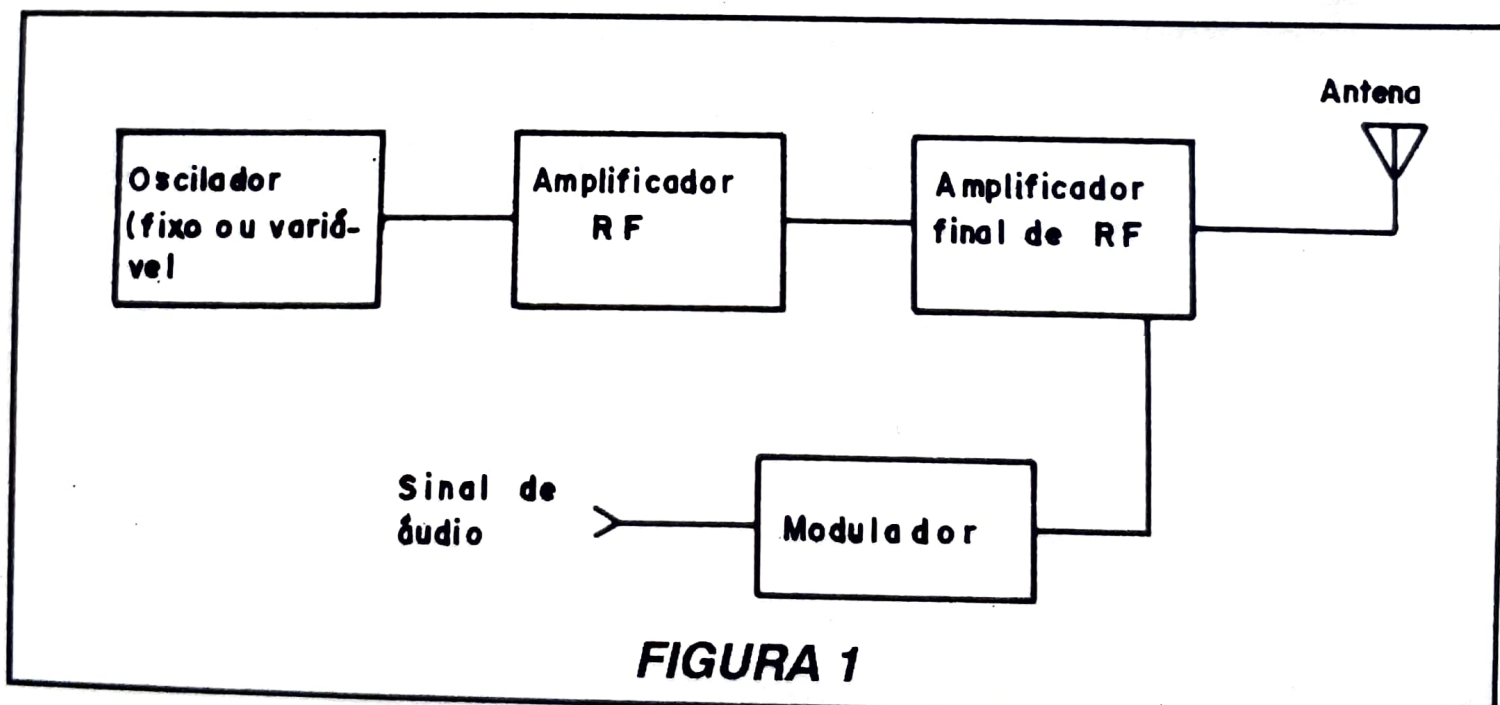 Antena
Oscilador
(fixo ou variá-
vel
Amplificador
RF
Amplificador
final de RF
Sinal de
áudio
Modulador
FIGURA 1